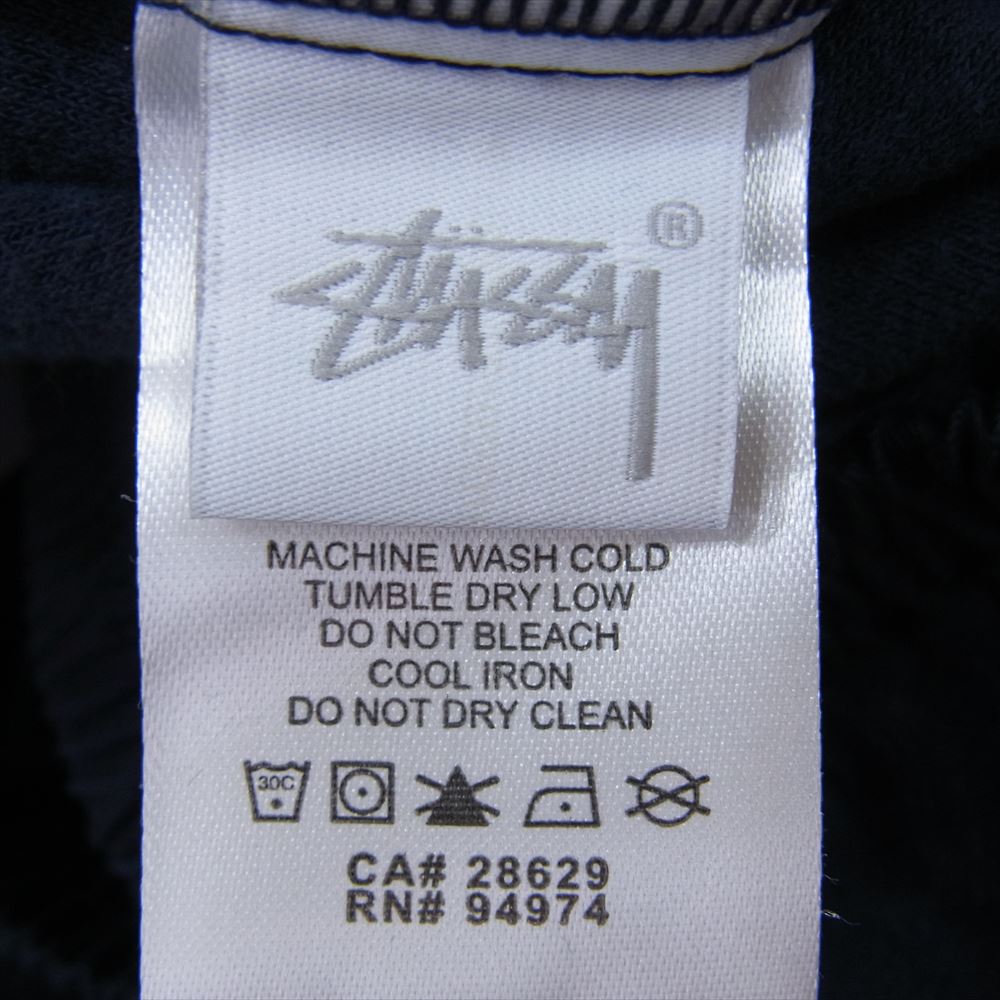 Stüssy ®
MACHINE WASH COLD
TUMBLE DRY LOW
DO NOT BLEACH
COOL IRON
DO NOT DRY CLEAN
30C
CA# 28629
RN# 94974